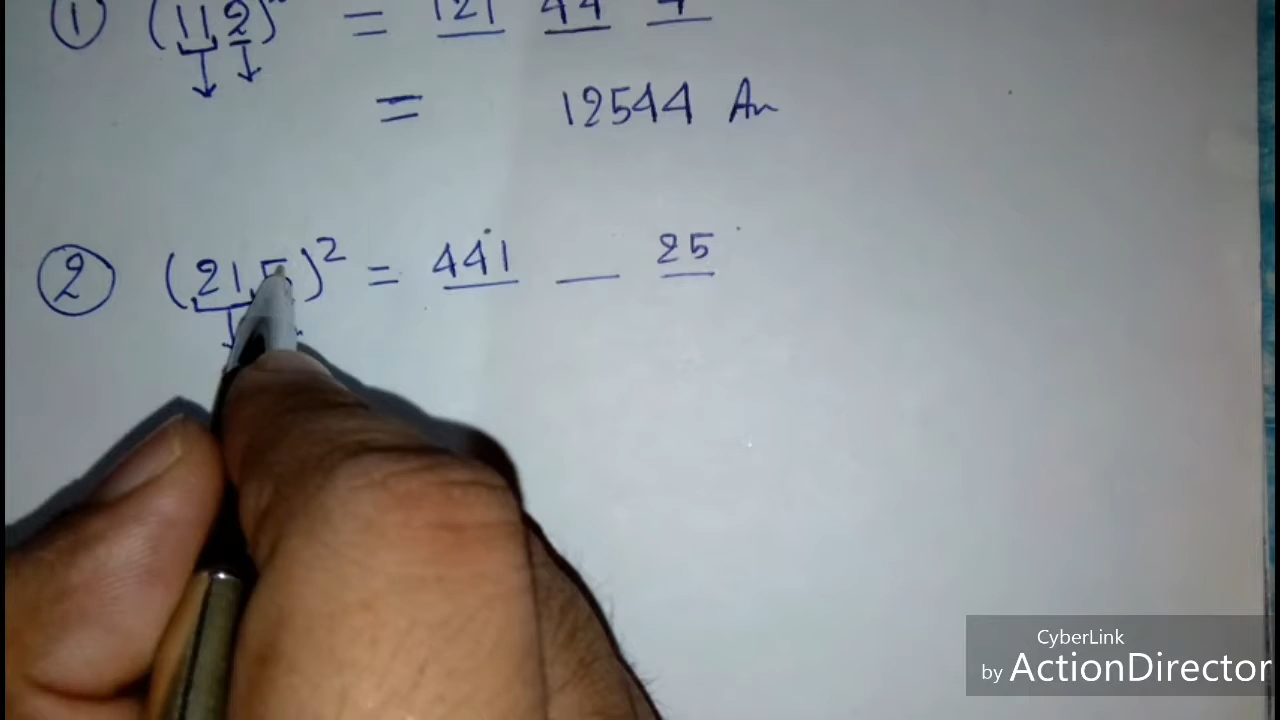 ① (112)² = 121 44 4
= 12544 An
② (215)² = 441 __ 25
CyberLink
by ActionDirector